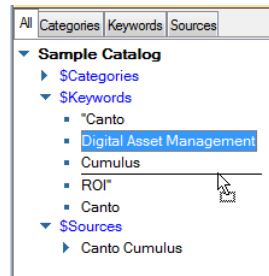 All Categories Keywords Sources
Sample Catalog
$Categories
$Keywords
"Canto
Digital Asset Management
Cumulus
ROI"
Canto
$Sources
Canto Cumulus